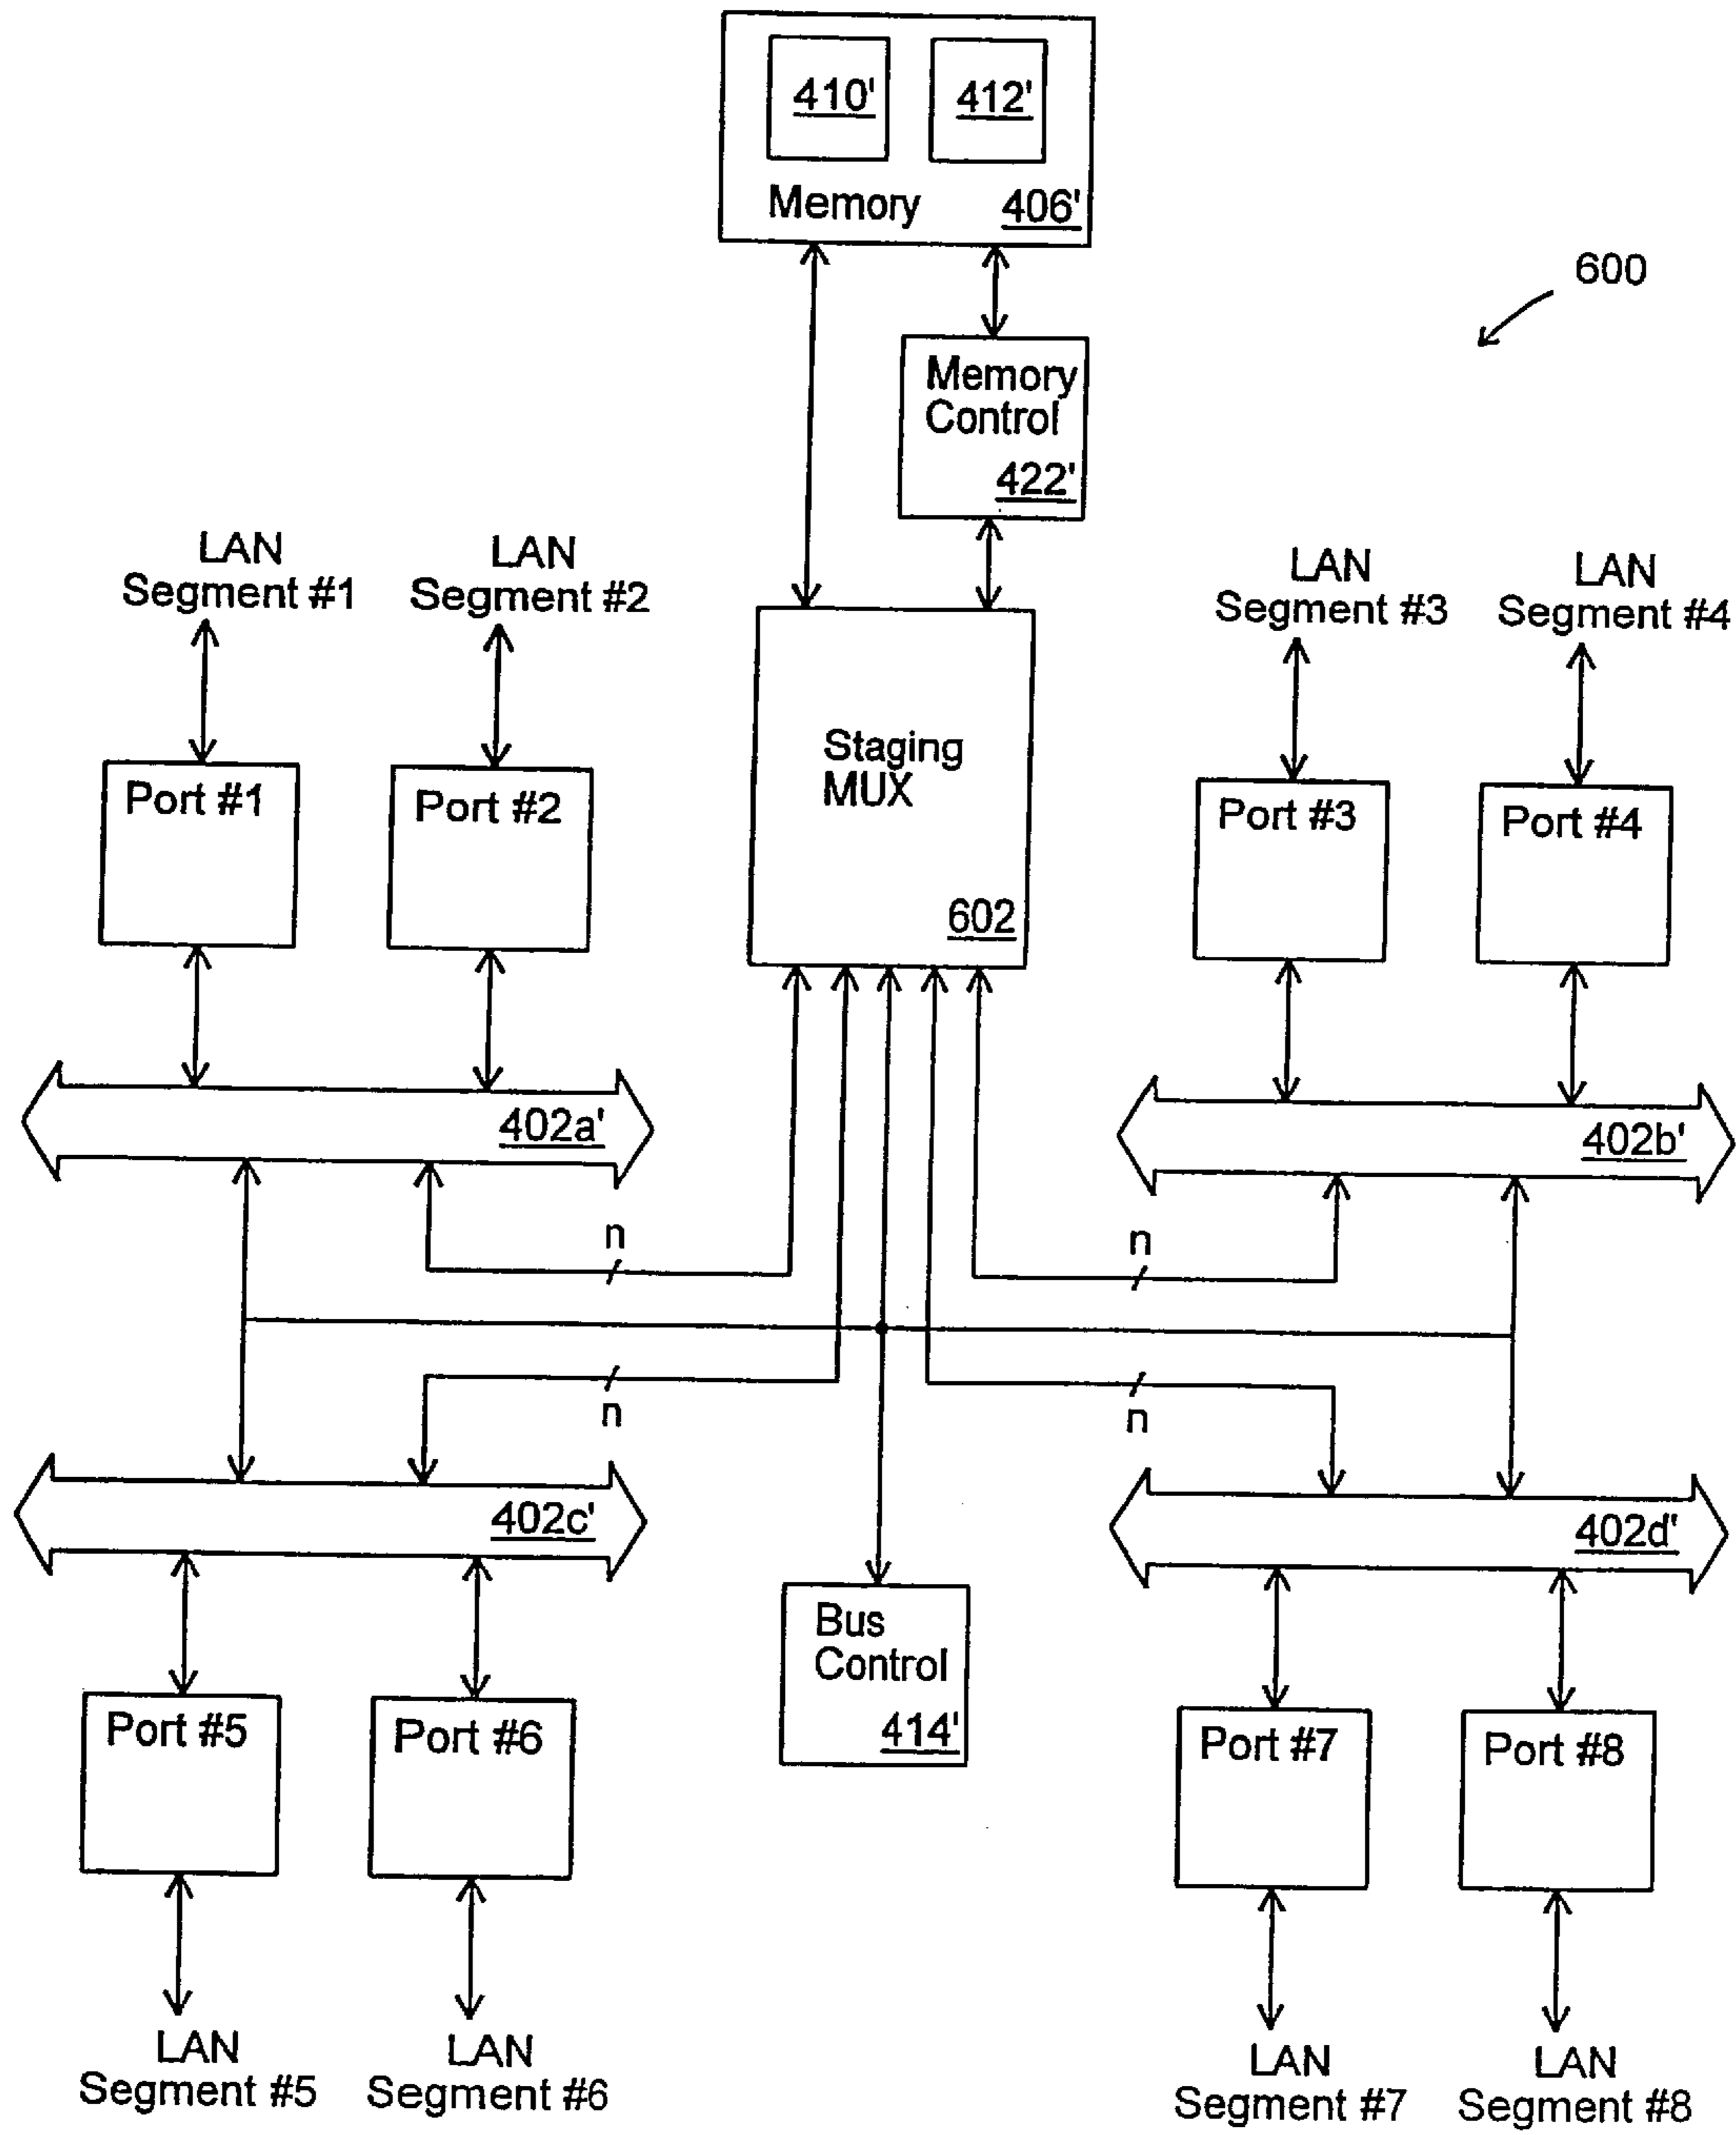 410'
412'
Memory
406'
600
Memory
Control
422'
LAN
Segment #1
LAN
Segment #2
LAN
Segment #3
LAN
Segment #4
Staging
MUX
602
Port #1
Port #2
Port #3
Port #4
402a'
402b'
n
n
n
n
402c'
402d'
Bus
Control
414'
Port #5
Port #6
Port #7
Port #8
LAN
Segment #5
LAN
Segment #6
LAN
Segment #7
LAN
Segment #8